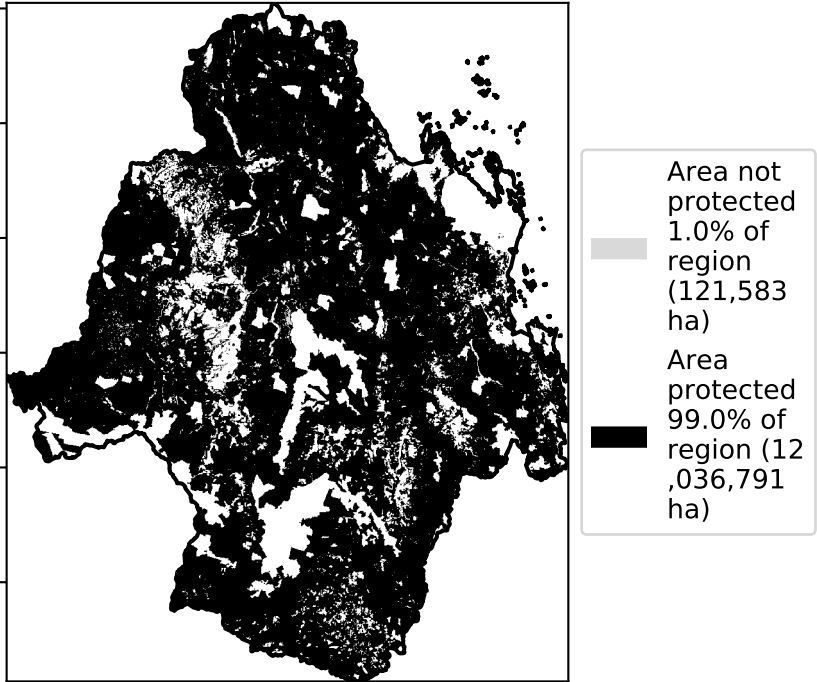 Area not
protected
1.0% of
region
(121,583
ha)
Area
protected
99.0% of
region (12
,036,791
ha)